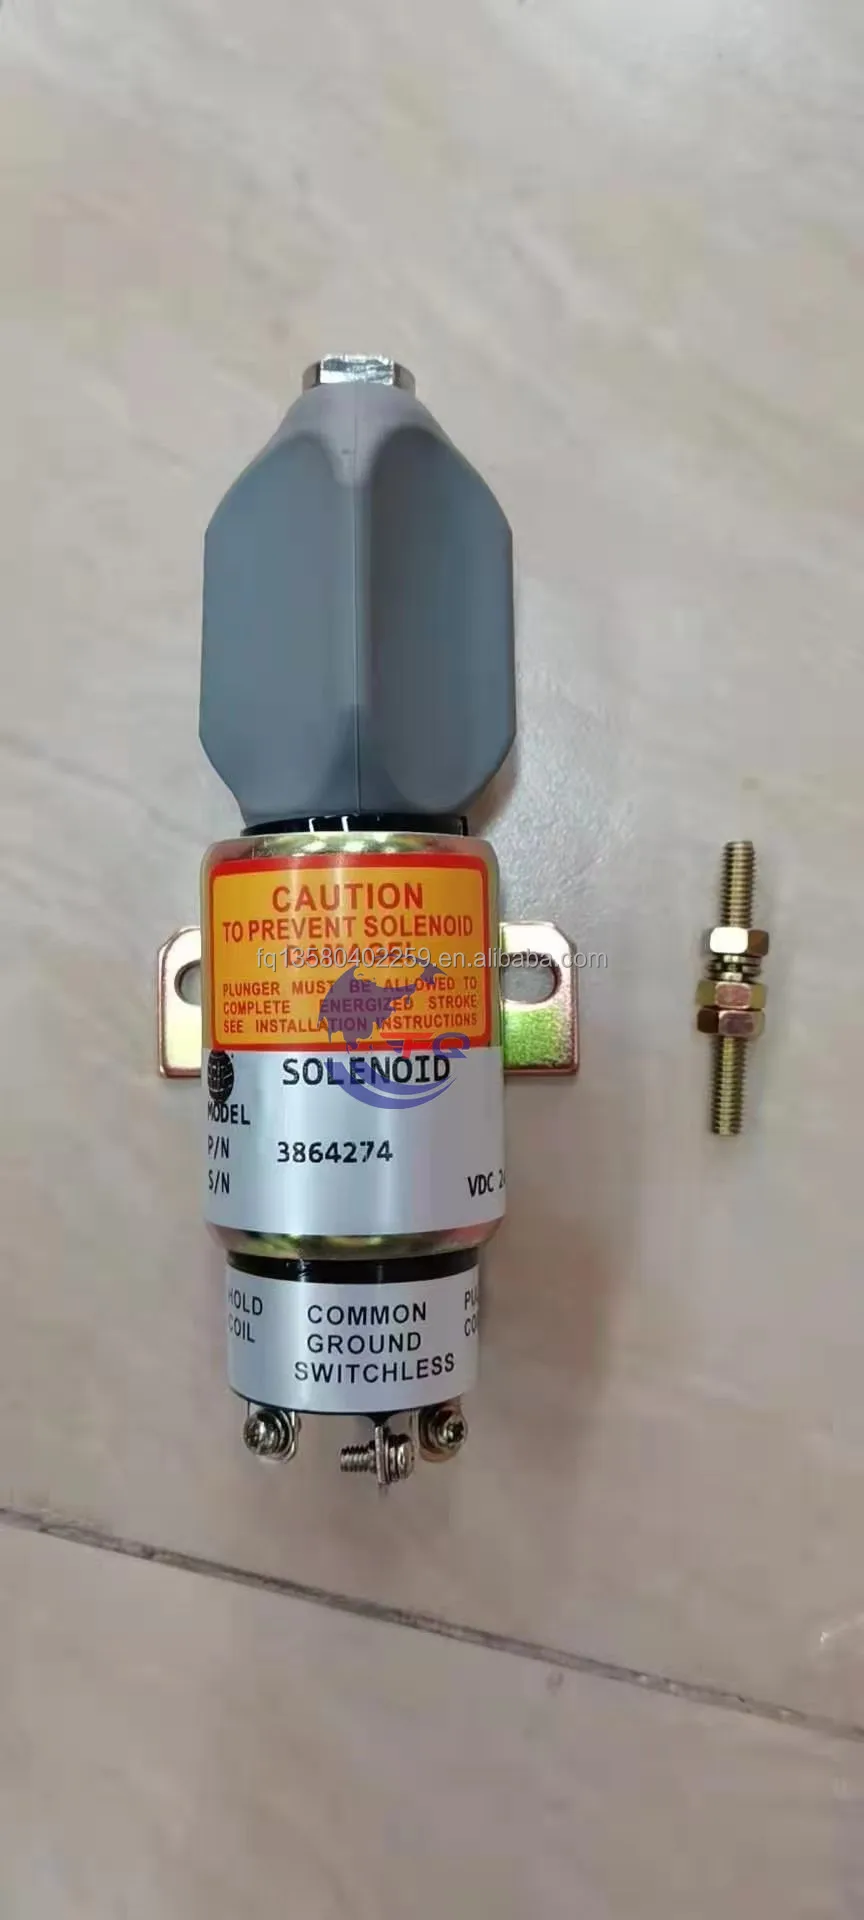 CAUTION
TO PREVENT SOLENOID
DAMAGE!
fq13580402259.en.alibaba.com
PLUNGER MUST BE ALLOWED TO
COMPLETE ENERGIZED STROKE
SEE INSTALLATION INSTRUCTIONS
SOLENOID
MODEL
P/N 3864274
S/N
VDC
HOLD
COIL
COMMON
GROUND
SWITCHLESS